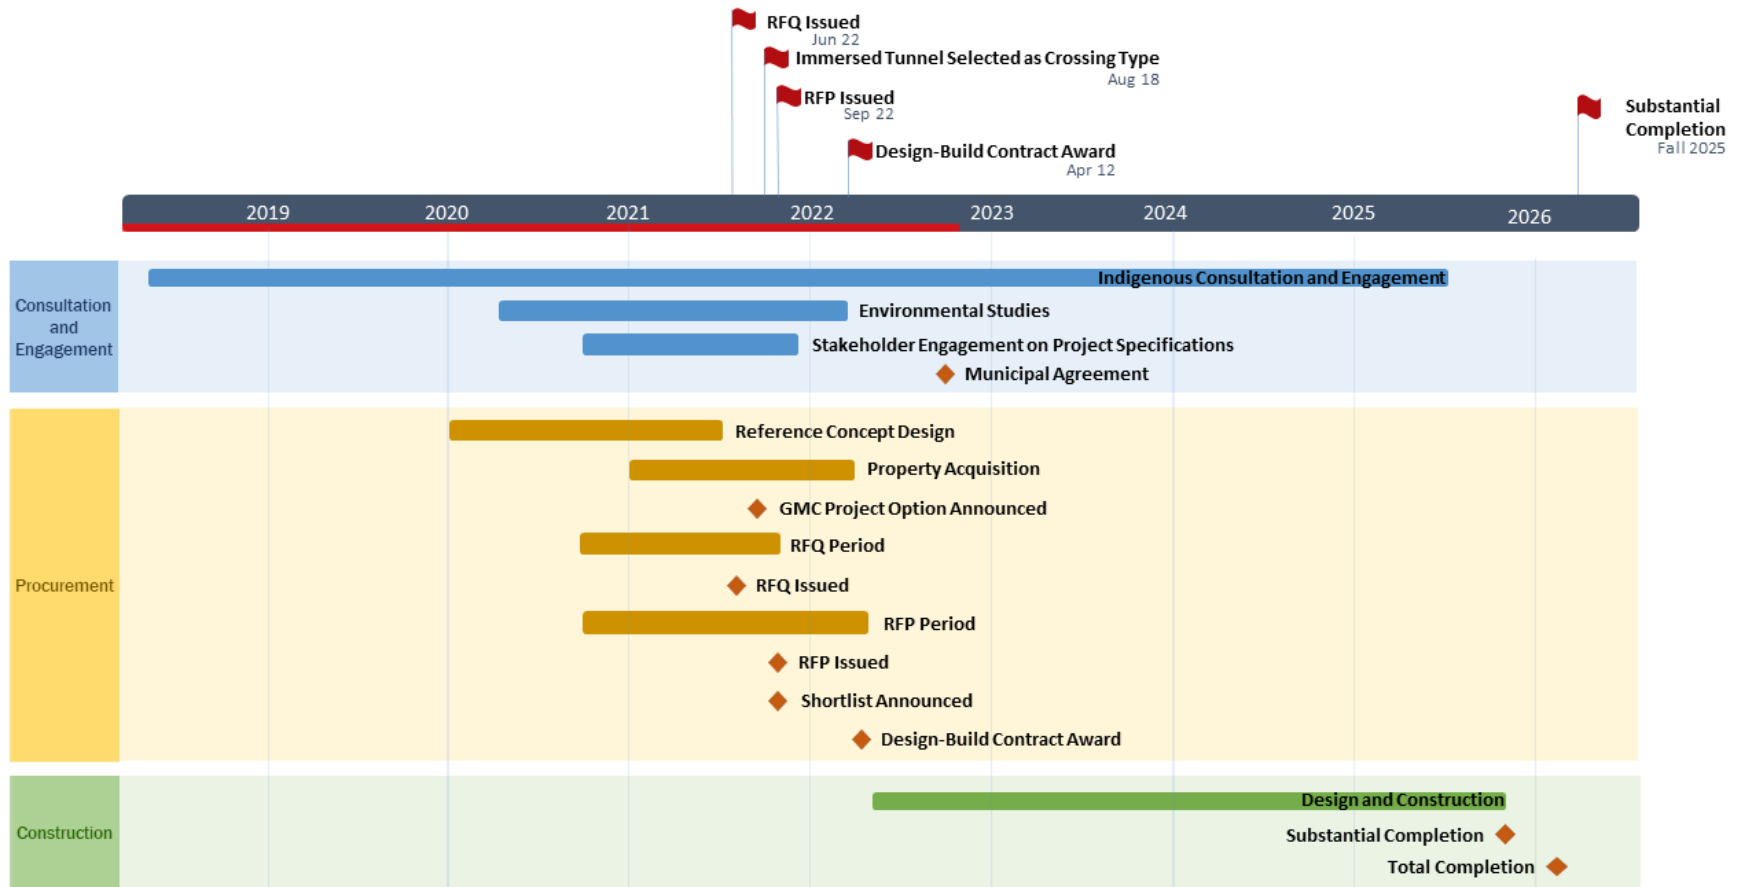 RFQ Issued
Jun 22
Immersed Tunnel Selected as Crossing Type
Aug 18
RFP Issued
Sep 22
Substantial
Completion
Fall 2025
Design-Build Contract Award
Apr 12
2019 2020 2021 2022 2023 2024 2025 2026
Consultation
and
Engagement
Indigenous Consultation and Engagement
Environmental Studies
Stakeholder Engagement on Project Specifications
Municipal Agreement
Procurement
Reference Concept Design
Property Acquisition
GMC Project Option Announced
RFQ Period
RFQ Issued
RFP Period
RFP Issued
Shortlist Announced
Design-Build Contract Award
Construction
Design and Construction
Substantial Completion
Total Completion